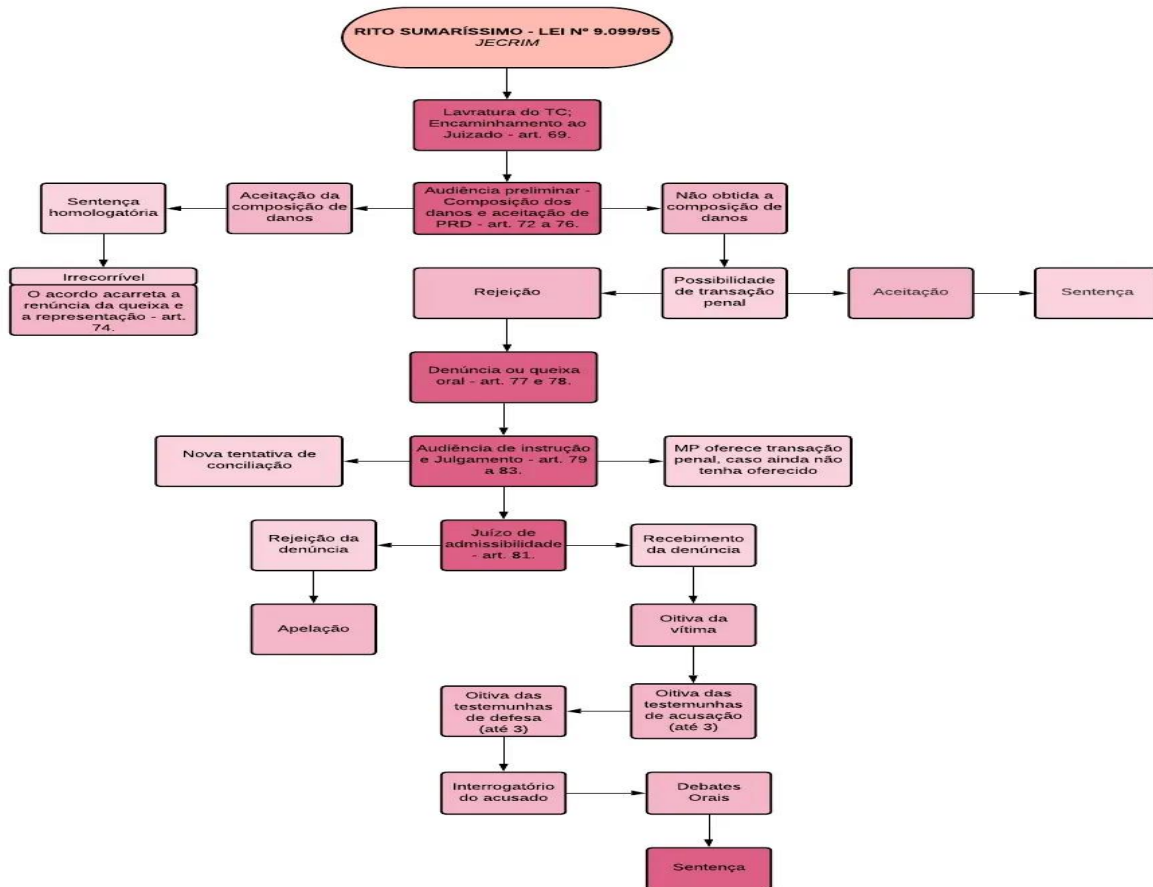 RITO SUMARÍSSIMO - LEI Nº 9.099/95
JECRIM
Lavratura do TC;
Encaminhamento ao
Juizado - art. 69.
Sentença
homologatória
Aceitação da
composição de
danos
Audiência preliminar -
Composição dos
danos e aceitação de
PRD - art. 72 a 76.
Não obtida a
composição de
danos
Irrecorrível
O acordo acarreta a
renúncia da queixa e
a representação - art.
74.
Rejeição
Possibilidade
de transação
penal
Aceitação
Sentença
Denúncia ou queixa
oral - art. 77 e 78.
Nova tentativa de
conciliação
Audiência de instrução
e Julgamento - art. 79
a 83.
MP oferece transação
penal, caso ainda não
tenha oferecido
Rejeição da
denúncia
Juízo de
admissibilidade
- art. 81.
Recebimento
da denúncia
Apelação
Oitiva da
vítima
Oitiva das
testemunhas
de defesa
(até 3)
Oitiva das
testemunhas
de acusação
(até 3)
Interrogatório
do acusado
Debates
Orais
Sentença